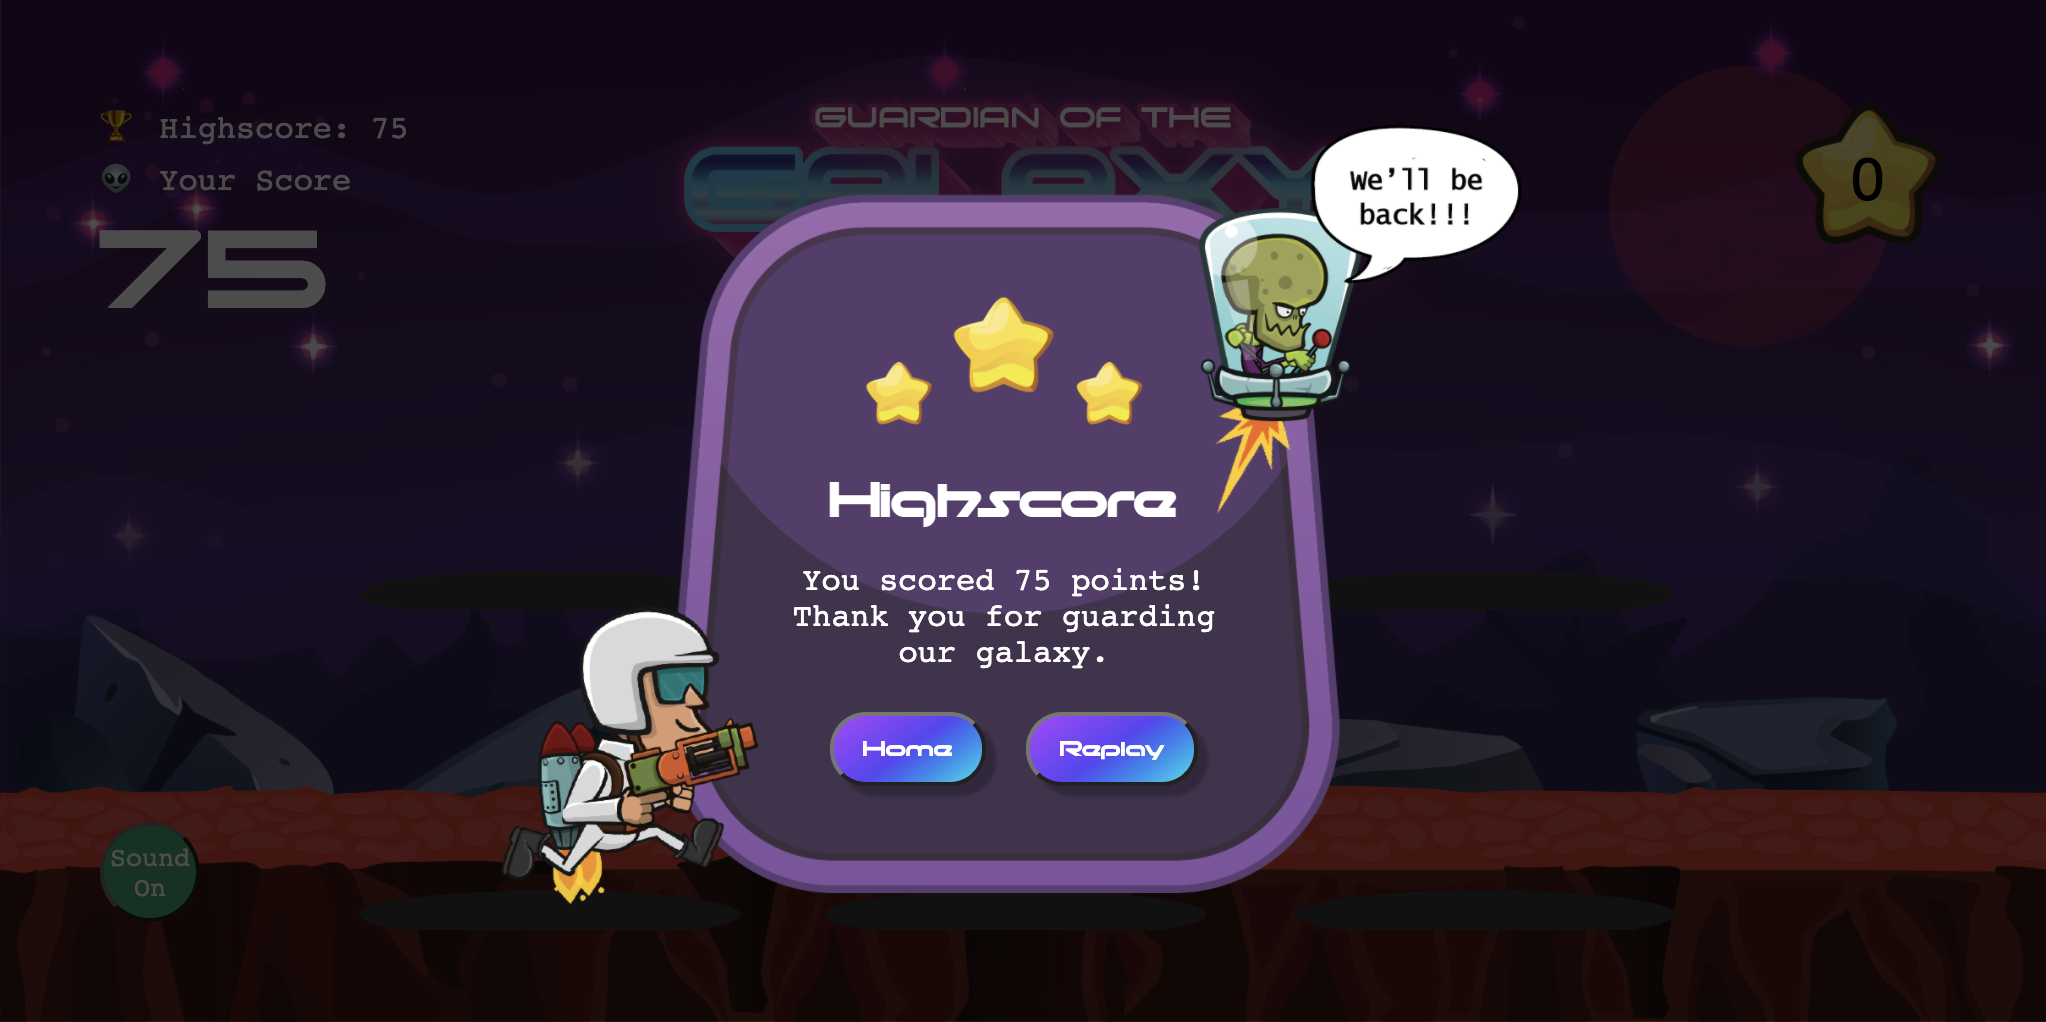 Highscore: 75
Your Score
75
GUARDIAN OF THE
GALAXY
0
We'll be
back!!!
Highscore
You scored 75 points!
Thank you for guarding
our galaxy.
Home
Replay
Sound
On